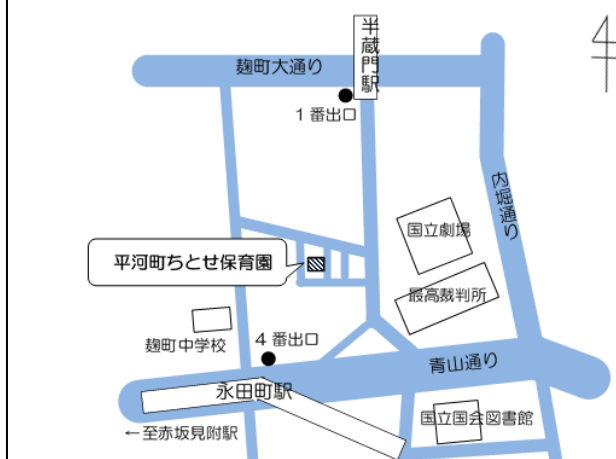 麹町大通り
半蔵門駅
1番出口
内堀通り
国立劇場
平河町ちとせ保育園
最高裁判所
麹町中学校
4番出口
青山通り
永田町駅
国立国会図書館
←至赤坂見附駅